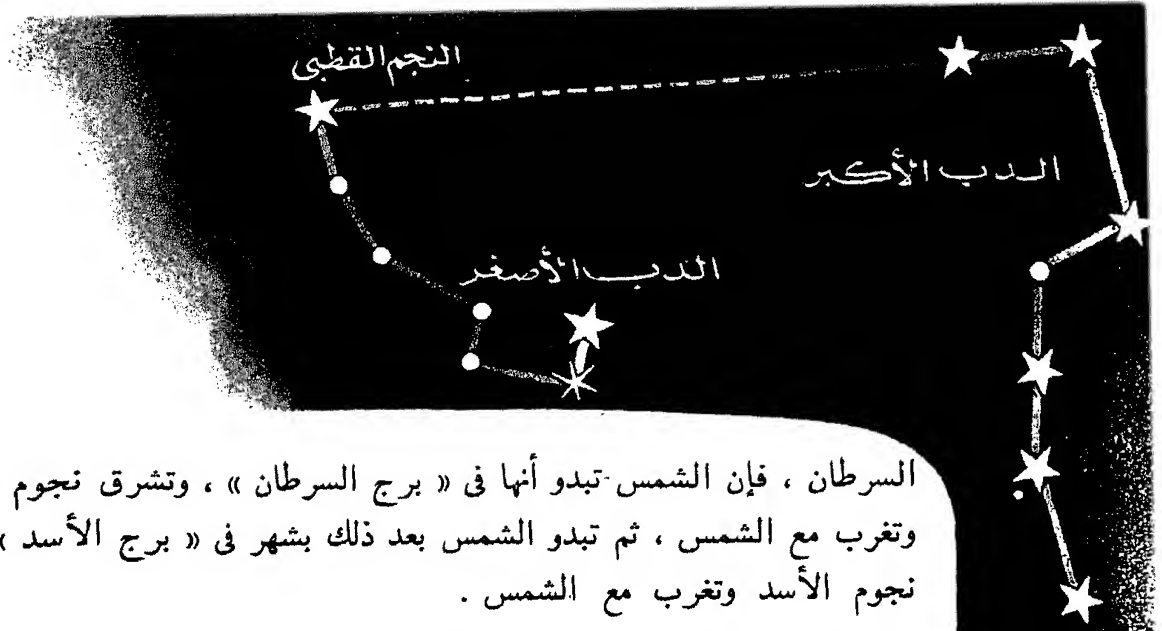 النجم القطبى
الدب الأكبر
الدب الأصغر
السرطان ، فإن الشمس تبدو أنها فى « برج السرطان » ، وتشرق نجوم
وتغرب مع الشمس ، ثم تبدو الشمس بعد ذلك بشهر فى « برج الأسد »
نجوم الأسد وتغرب مع الشمس .